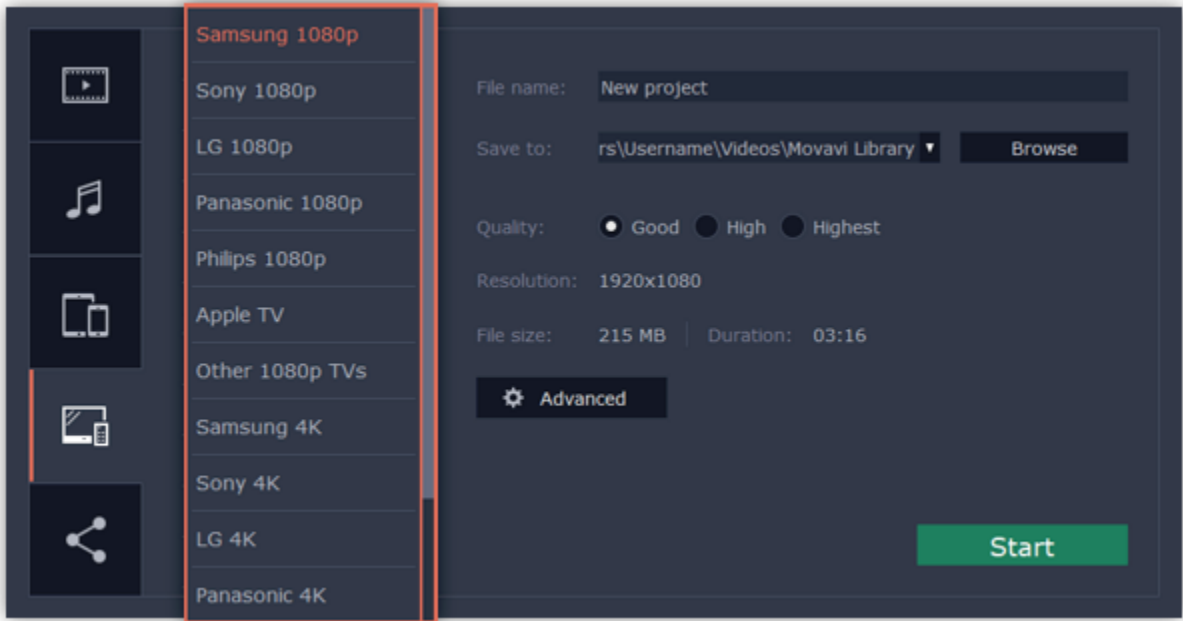 Samsung 1080p
Sony 1080p
LG 1080p
Panasonic 1080p
Philips 1080p
Apple TV
Other 1080p TVs
Samsung 4K
Sony 4K
LG 4K
Panasonic 4K
File name: New project
Save to: rs\Username\Videos\Movavi Library Browse
Quality: Good High Highest
Resolution: 1920x1080
File size: 215 MB Duration: 03:16
Advanced
Start